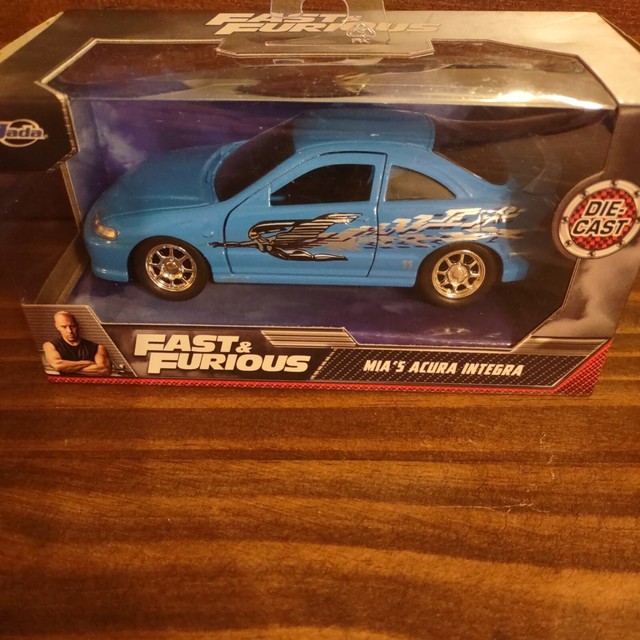 FAST &
FURIOUS
Jada
DIE-
CAST
FAST &
FURIOUS
MIA'S ACURA INTEGRA